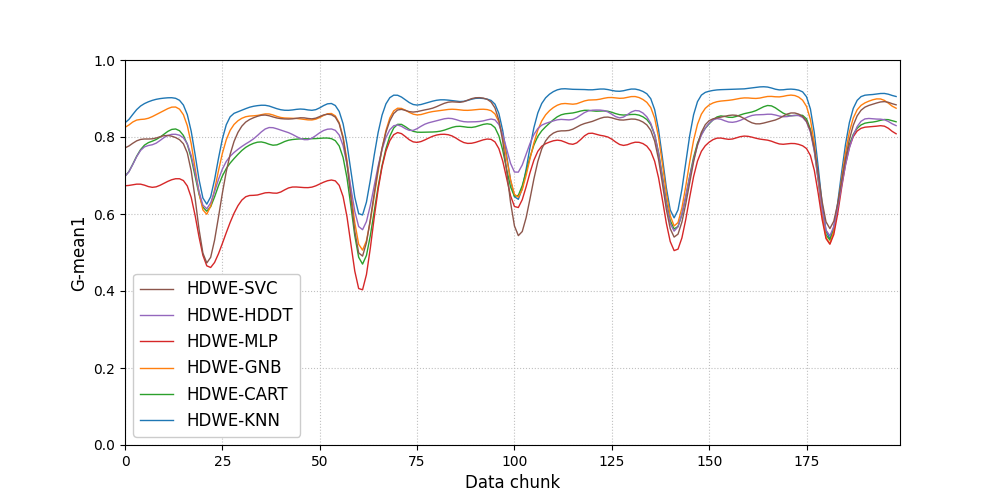 1.0
0.8
0.6
0.4
0.2
0.0
G-mean1
HDWE-SVC
HDWE-HDDT
HDWE-MLP
HDWE-GNB
HDWE-CART
HDWE-KNN
0 25 50 75 100 125 150 175
Data chunk